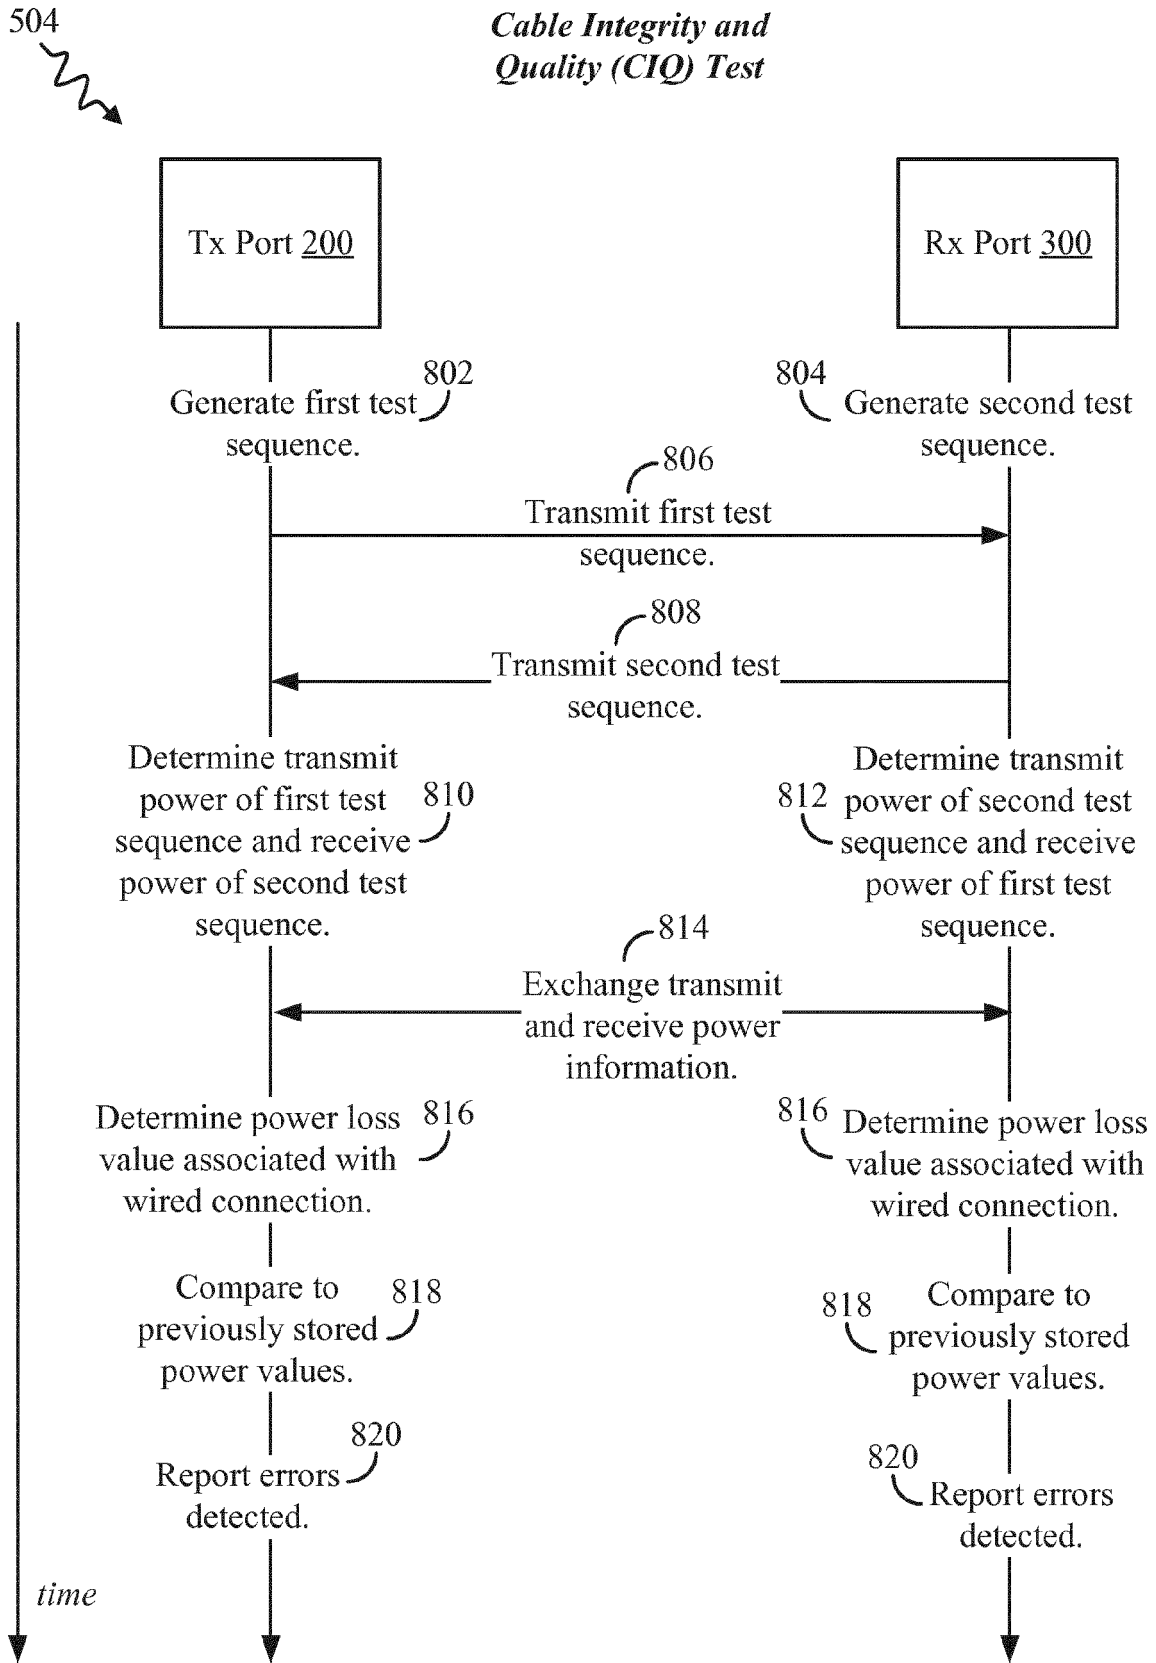 504
Cable Integrity and
Quality (CIQ) Test
Tx Port 200
Rx Port 300
802
Generate first test
sequence.
804
Generate second test
sequence.
806
Transmit first test
sequence.
808
Transmit second test
sequence.
Determine transmit
power of first test
810
sequence and receive
power of second test
sequence.
Determine transmit
812
power of second test
sequence and receive
power of first test
sequence.
814
Exchange transmit
and receive power
information.
816
Determine power loss
value associated with
wired connection.
816
Determine power loss
value associated with
wired connection.
Compare to
818
previously stored
power values.
Compare to
818
previously stored
power values.
820
Report errors
detected.
820
Report errors
detected.
time